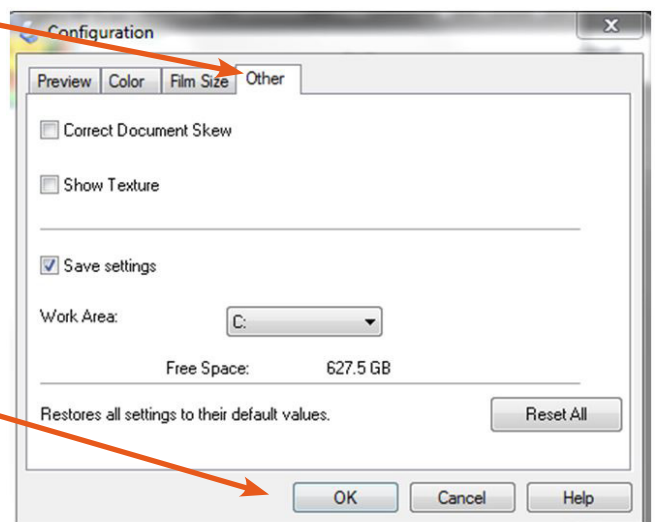 Configuration
X
Preview Color Film Size Other
Correct Document Skew
Show Texture
Save settings
Work Area: C:
Free Space: 627.5 GB
Restores all settings to their default values. Reset All
OK Cancel Help